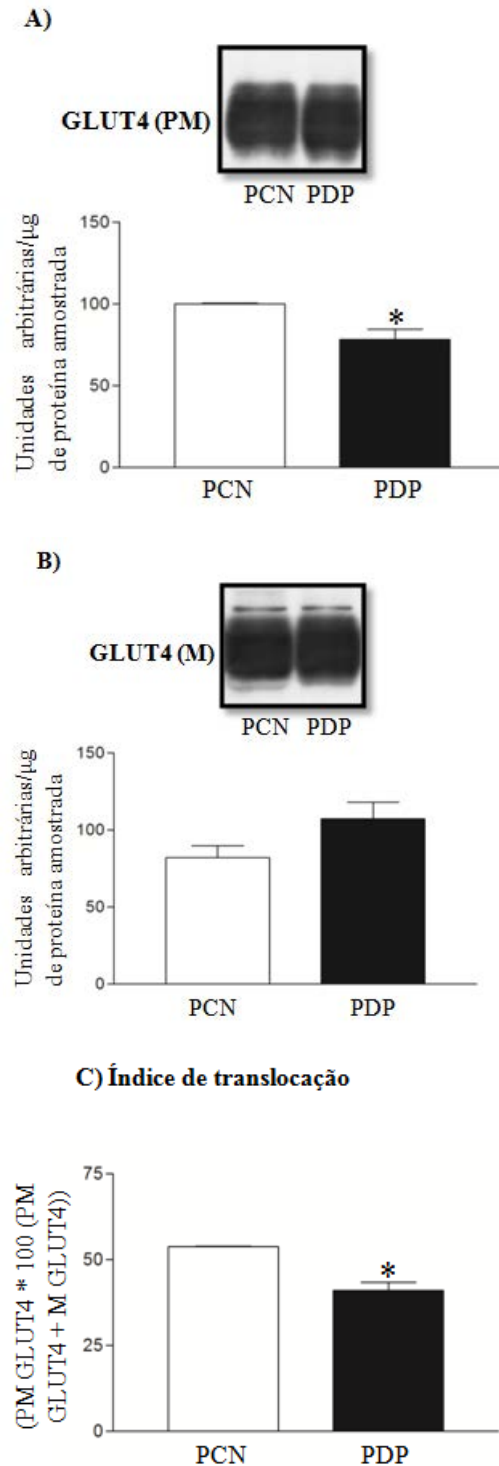 A)
GLUT4 (PM)
PCN PDP
Unidades arbitrárias/μg
de proteína amostrada
150
100
50
0
*
PCN PDP
B)
GLUT4 (M)
PCN PDP
Unidades arbitrárias/μg
de proteína amostrada
150
100
50
0
PCN PDP
C) Índice de translocação
(PM GLUT4 * 100 (PM
GLUT4 + M GLUT4))
75
50
25
0
*
PCN PDP